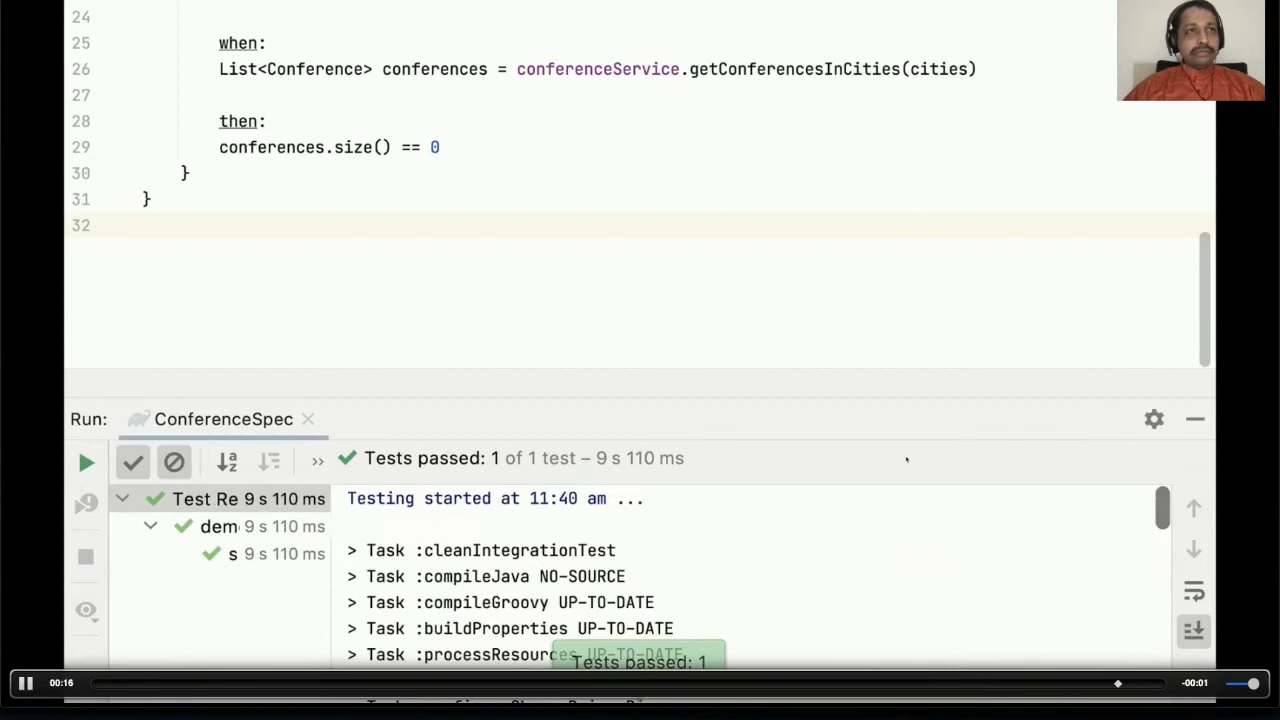 24
25 when:
26 List<Conference> conferences = conferenceService.getConferencesInCities(cities)
27
28 then:
29 conferences.size() == 0
30 }
31 }
32
Run: ConferenceSpec
Tests passed: 1 of 1 test – 9 s 110 ms
Test Re 9 s 110 ms
dem 9 s 110 ms
s 9 s 110 ms
Testing started at 11:40 am ...
> Task :cleanIntegrationTest
> Task :compileJava NO-SOURCE
> Task :compileGroovy UP-TO-DATE
> Task :buildProperties UP-TO-DATE
> Task :processResources UP-TO-DATE
Tests passed: 1
00:16
-00:01